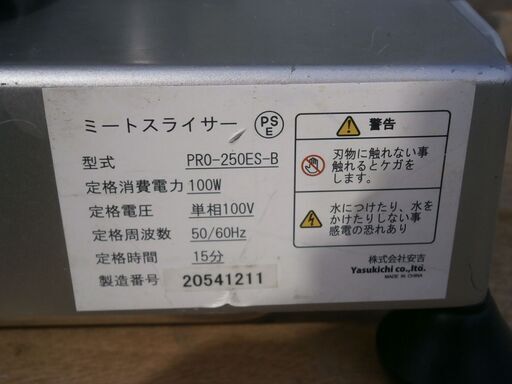 ミートスライサー
PS
E
型式 PRO-250ES-B
定格消費電力 100W
定格電圧 単相100V
定格周波数 50/60Hz
定格時間 15分
製造番号 20541211
警告
刃物に触れない事
触れるとケガを
します。
水につけたり、水を
かけたりしない事
感電の恐れあり
株式会社安吉
Yasukichi co.,ltd.
MADE IN CHINA